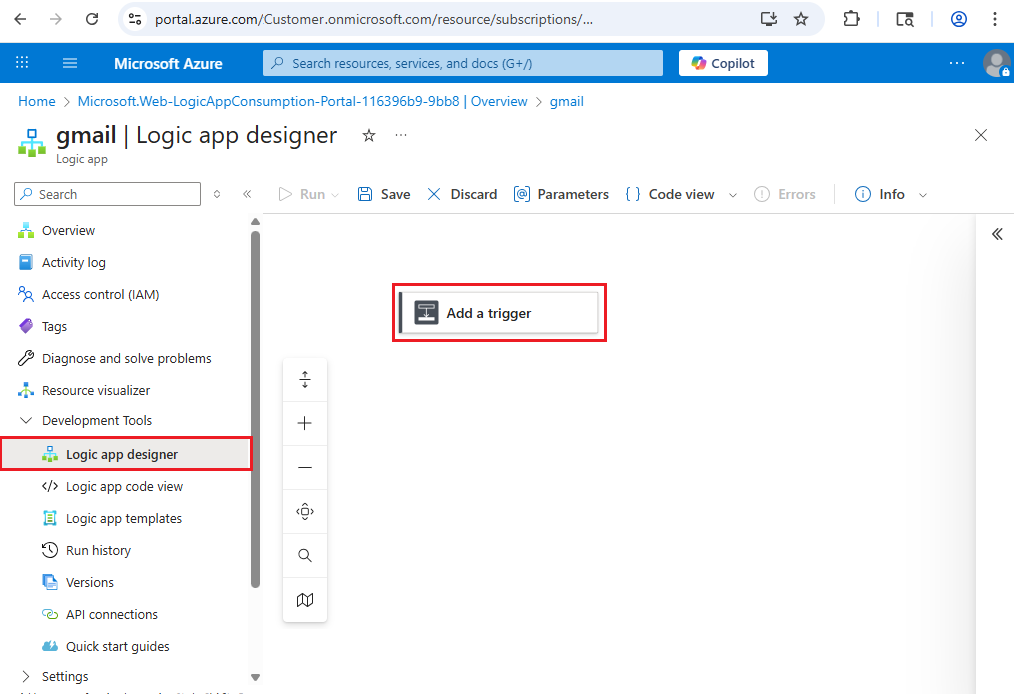 portal.azure.com/Customer.onmicrosoft.com/resource/subscriptions/...
Microsoft Azure
Search resources, services, and docs (G+/)
Copilot
Home > Microsoft.Web-LogicAppConsumption-Portal-116396b9-9bb8 | Overview > gmail
gmail | Logic app designer
Logic app
Search
Run
Save
Discard
Parameters
Code view
Errors
Info
Overview
Activity log
Access control (IAM)
Tags
Diagnose and solve problems
Resource visualizer
Development Tools
Logic app designer
Logic app code view
Logic app templates
Run history
Versions
API connections
Quick start guides
Settings
Add a trigger